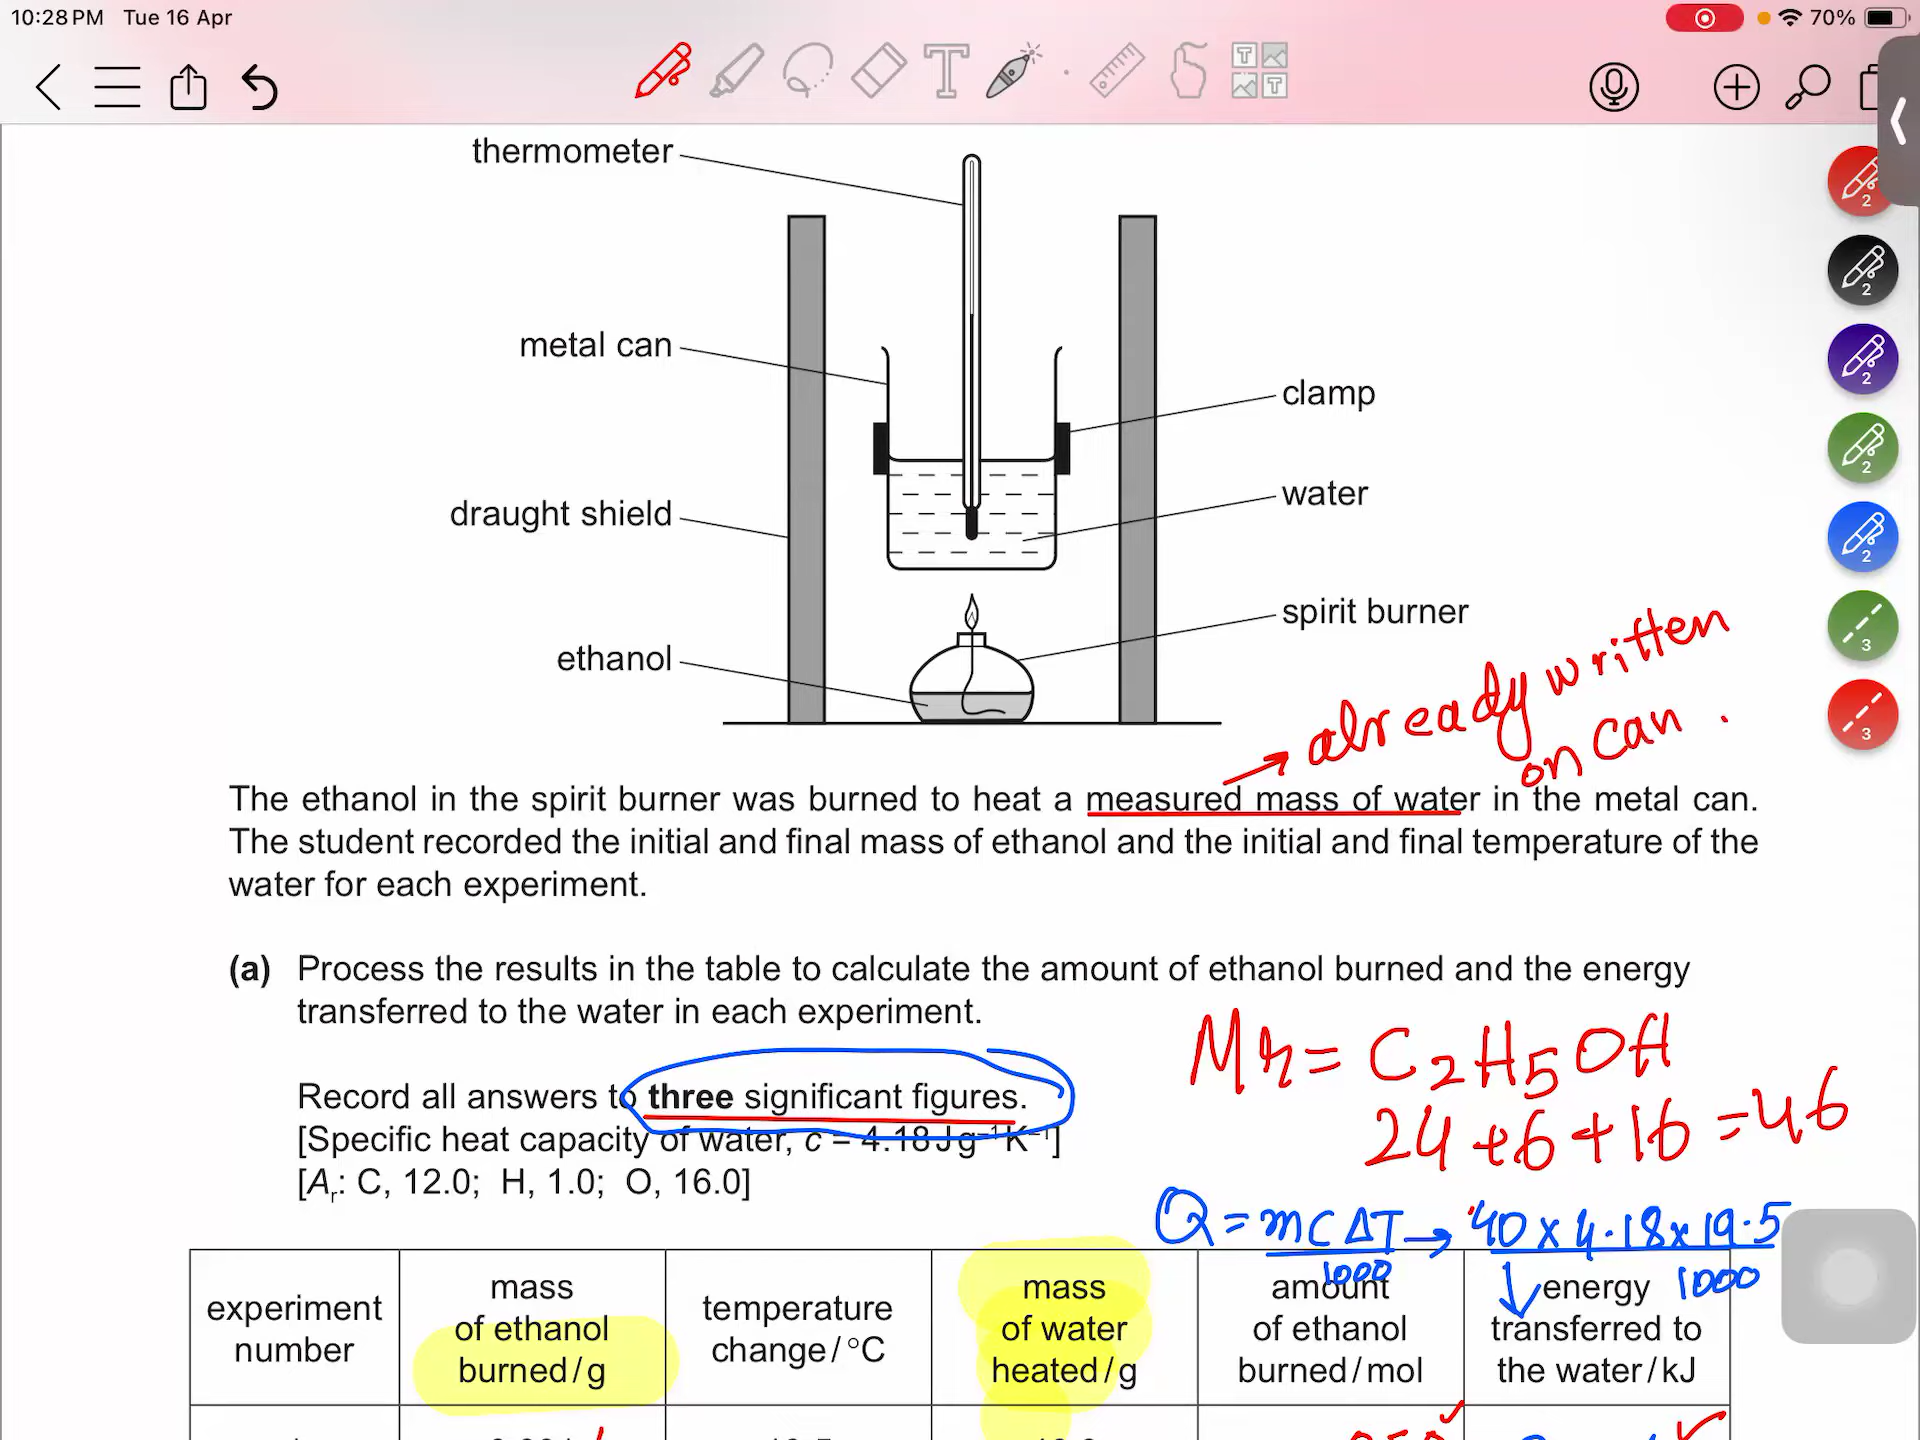 10:28 PM Tue 16 Apr
70%
thermometer
metal can
clamp
draught shield
water
spirit burner
ethanol
already written
on can .
The ethanol in the spirit burner was burned to heat a measured mass of water in the metal can.
The student recorded the initial and final mass of ethanol and the initial and final temperature of the
water for each experiment.
(a) Process the results in the table to calculate the amount of ethanol burned and the energy
transferred to the water in each experiment.
Mr = C2H5OH
24 + 6 + 16 = 46
Record all answers to three significant figures.
[Specific heat capacity of water, c = 4.18 J g⁻¹ K⁻¹]
[Ar: C, 12.0; H, 1.0; O, 16.0]
Q = mcΔT → 40 x 4.18 x 19.5
1000 1000
experiment number
mass of ethanol burned / g
temperature change / °C
mass of water heated / g
amount of ethanol burned / mol
energy transferred to the water / kJ